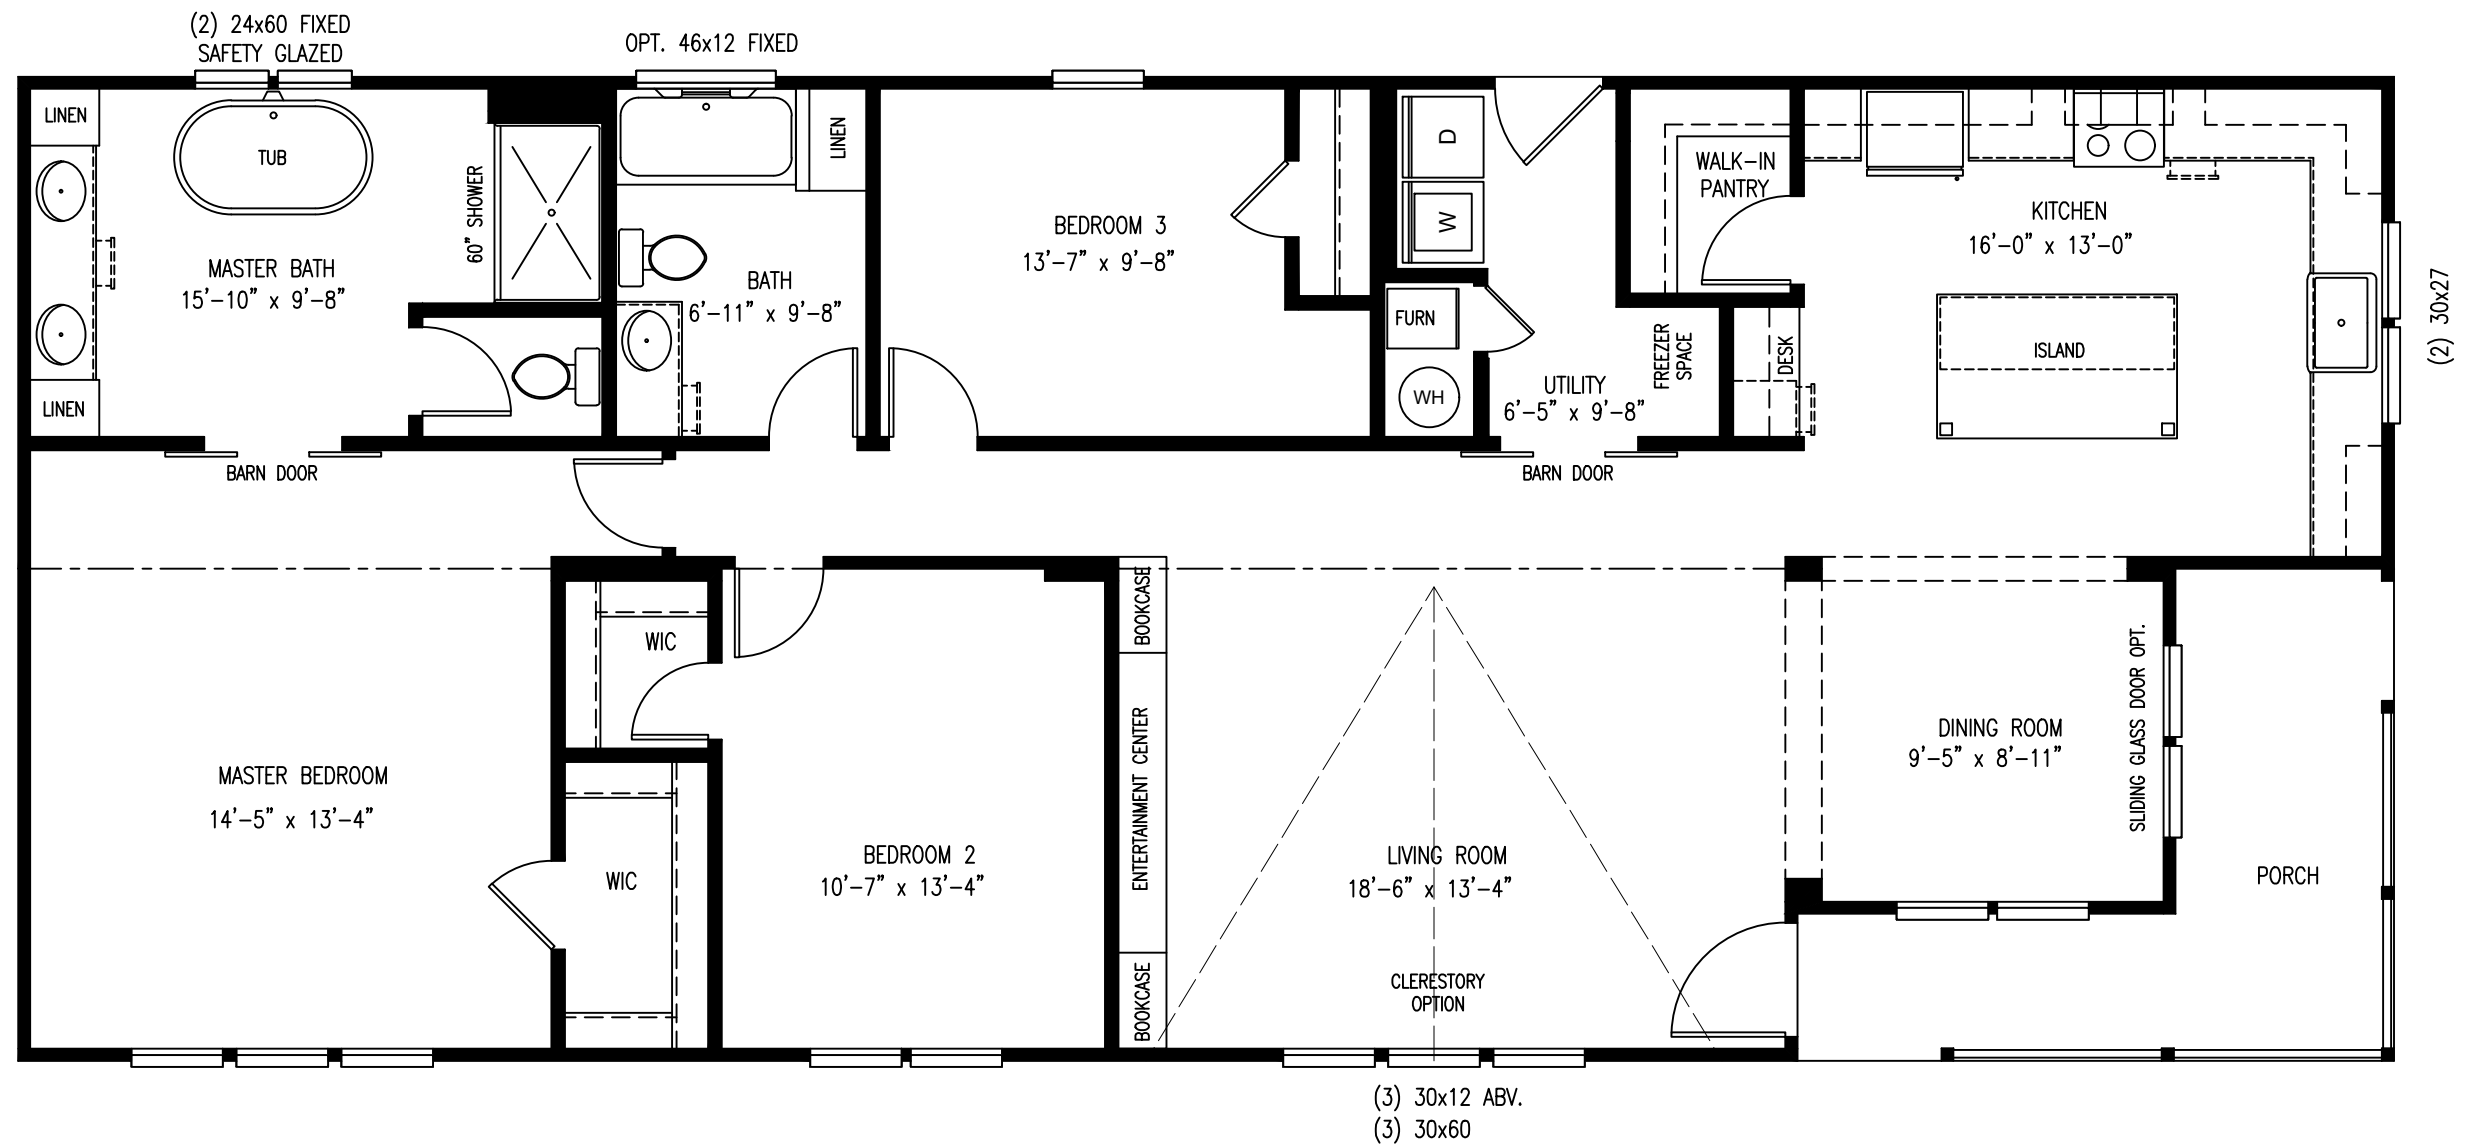 (2) 24x60 FIXED
SAFETY GLAZED
OPT. 46x12 FIXED
LINEN
TUB
60" SHOWER
MASTER BATH
15'-10" x 9'-8"
LINEN
LINEN
BATH
6'-11" x 9'-8"
BEDROOM 3
13'-7" x 9'-8"
D
W
FURN
WH
UTILITY
6'-5" x 9'-8"
FREEZER
SPACE
WALK-IN
PANTRY
DESK
KITCHEN
16'-0" x 13'-0"
ISLAND
(2) 30x27
BARN DOOR
BARN DOOR
WIC
MASTER BEDROOM
14'-5" x 13'-4"
WIC
BEDROOM 2
10'-7" x 13'-4"
BOOKCASE
ENTERTAINMENT CENTER
BOOKCASE
LIVING ROOM
18'-6" x 13'-4"
CLERESTORY
OPTION
DINING ROOM
9'-5" x 8'-11"
SLIDING GLASS DOOR OPT.
PORCH
(3) 30x12 ABV.
(3) 30x60